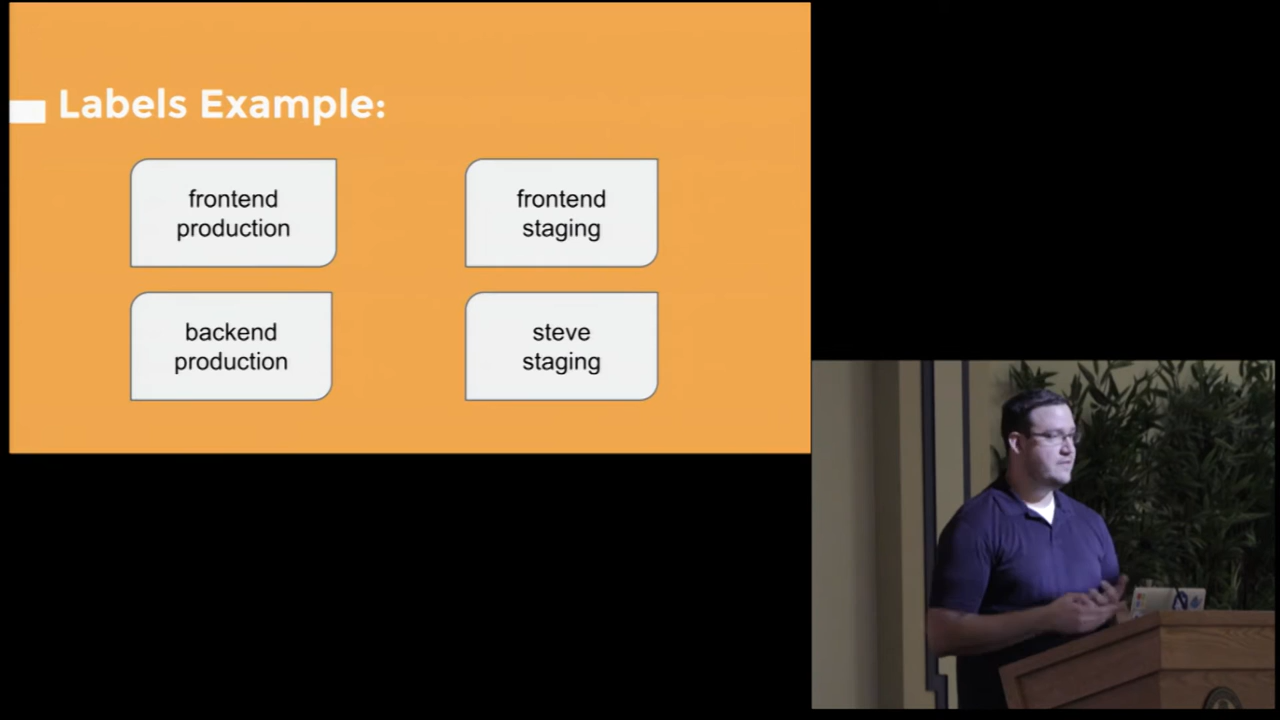 Labels Example:
frontend
production
frontend
staging
backend
production
steve
staging